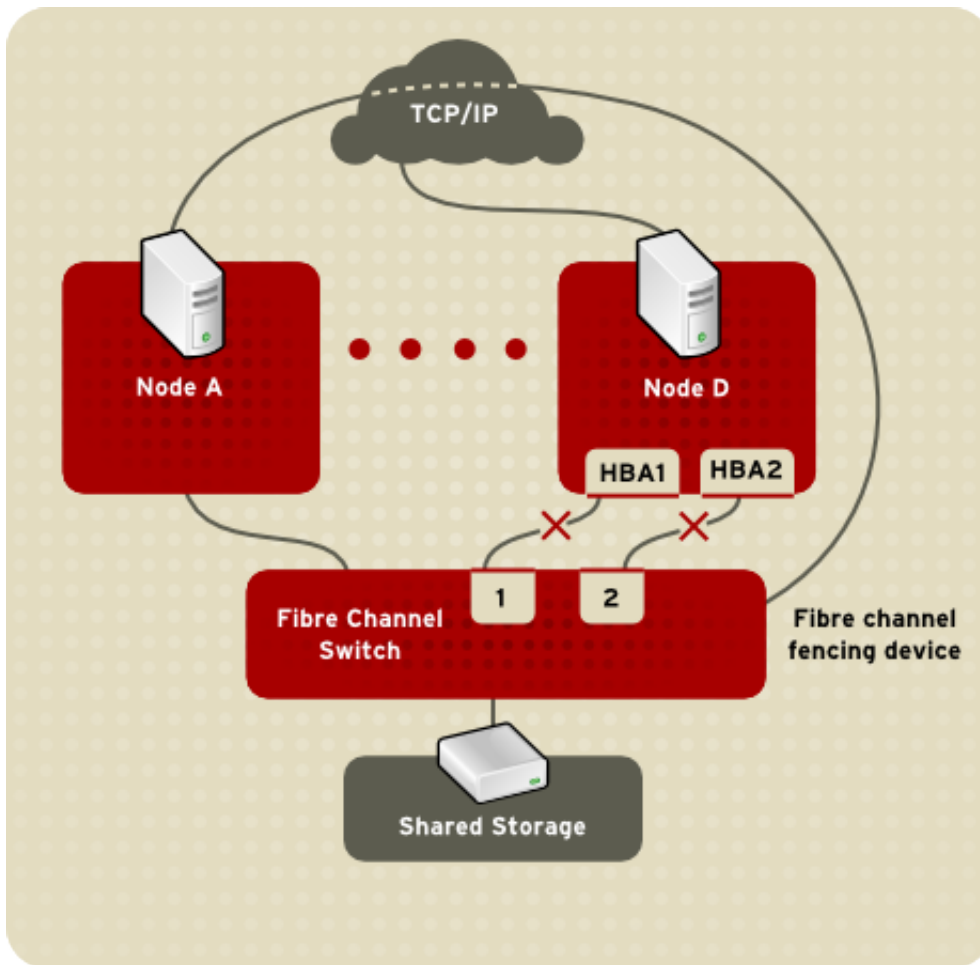 TCP/IP
Node A
Node D
HBA1
HBA2
1
2
Fibre Channel
Switch
Fibre channel
fencing device
Shared Storage